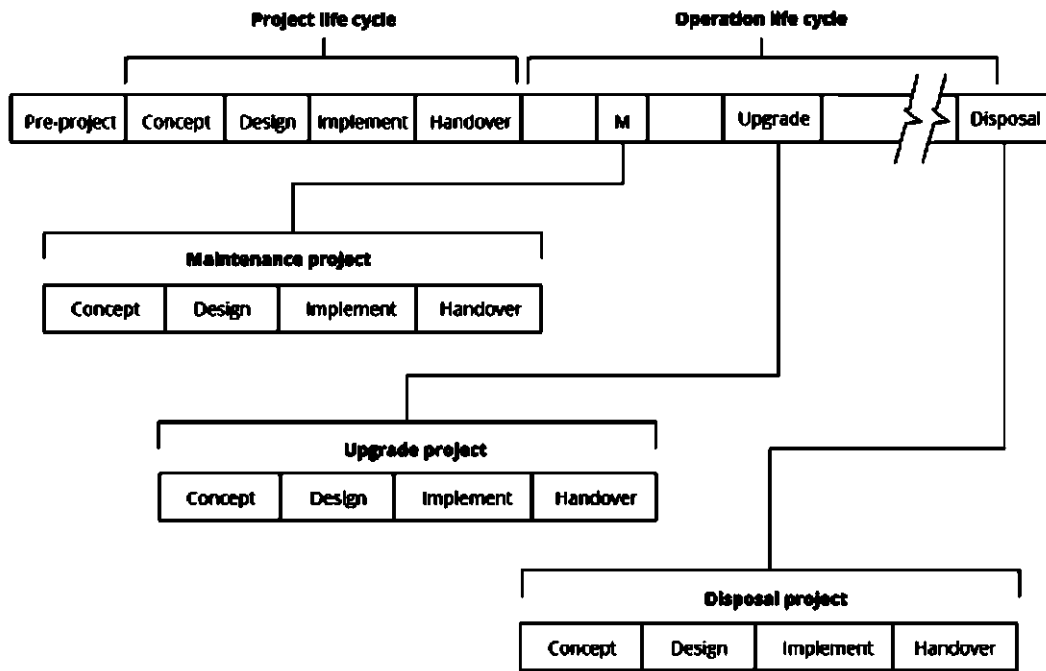 Project life cycle Operation life cycle
Pre-project Concept Design Implement Handover M Upgrade Disposal
Maintenance project
Concept Design Implement Handover
Upgrade project
Concept Design Implement Handover
Disposal project
Concept Design Implement Handover